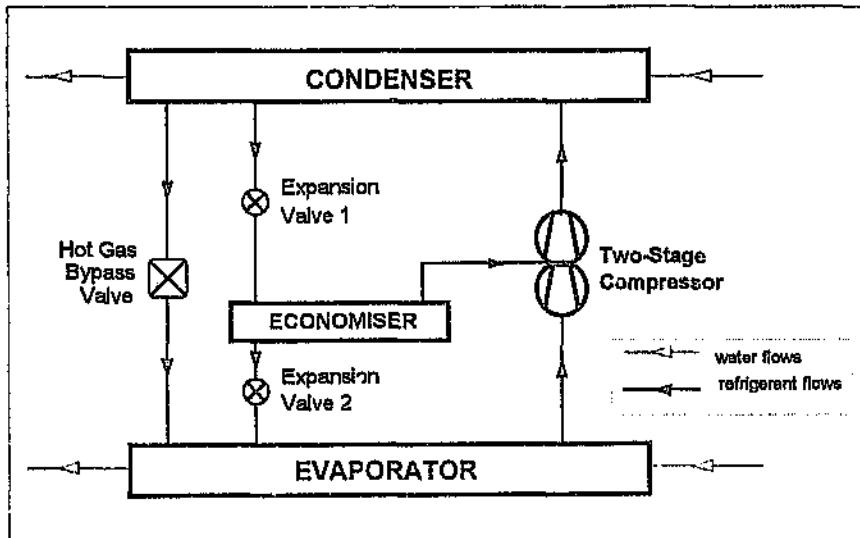 CONDENSER
Expansion
Valve 1
Hot Gas
Bypass
Valve
Two-Stage
Compressor
ECONOMISER
Expansion
Valve 2
water flows
refrigerant flows
EVAPORATOR